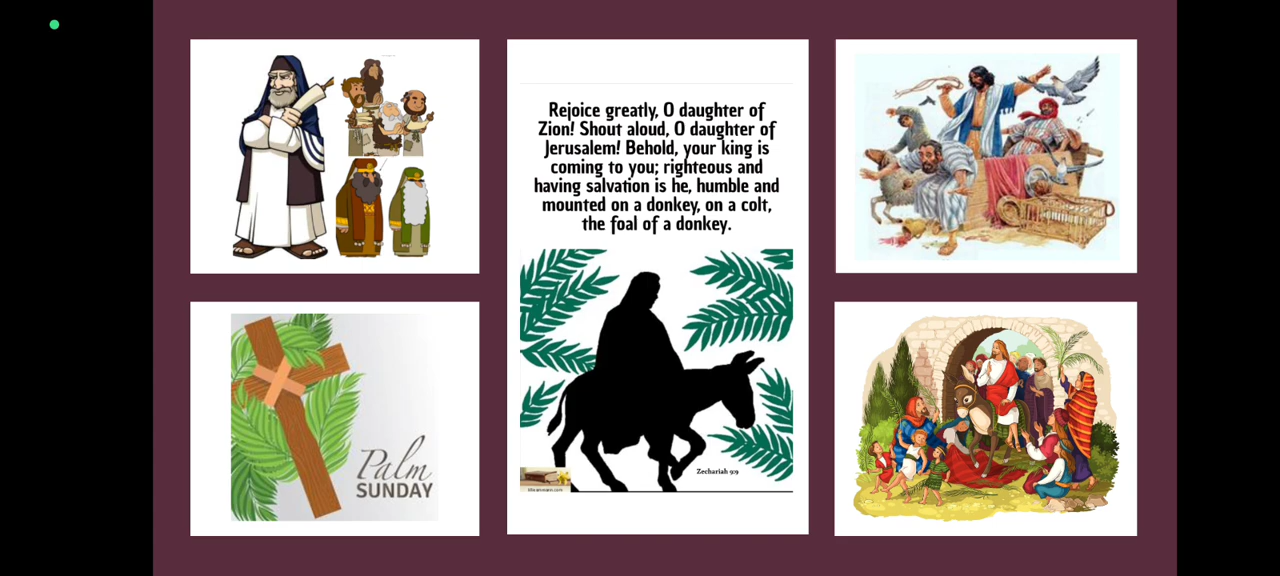 Rejoice greatly, O daughter of
Zion! Shout aloud, O daughter of
Jerusalem! Behold, your king is
coming to you; righteous and
having salvation is he, humble and
mounted on a donkey, on a colt,
the foal of a donkey.
Zechariah 9:9
Palm
SUNDAY